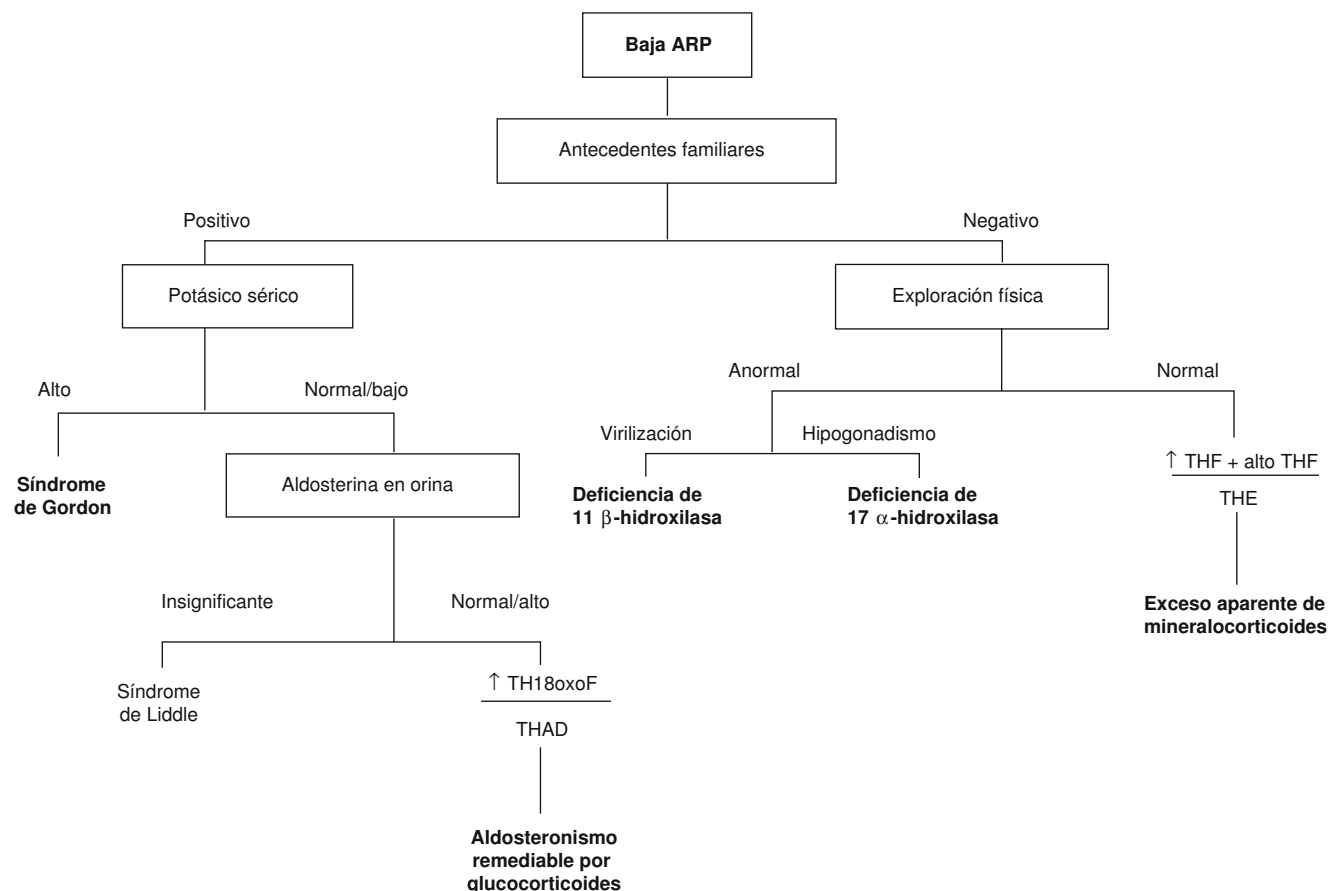 Baja ARP
Antecedentes familiares
Positivo
Negativo
Potásico sérico
Exploración física
Alto
Normal/bajo
Anormal
Normal
Virilización
Hipogonadismo
Síndrome
de Gordon
Aldosterina en orina
Deficiencia de
11 β-hidroxilasa
Deficiencia de
17 α-hidroxilasa
↑ THF + alto THF
THE
Insignificante
Normal/alto
Exceso aparente de
mineralocorticoides
Síndrome
de Liddle
↑ TH18oxoF
THAD
Aldosteronismo
remediable por
glucocorticoides